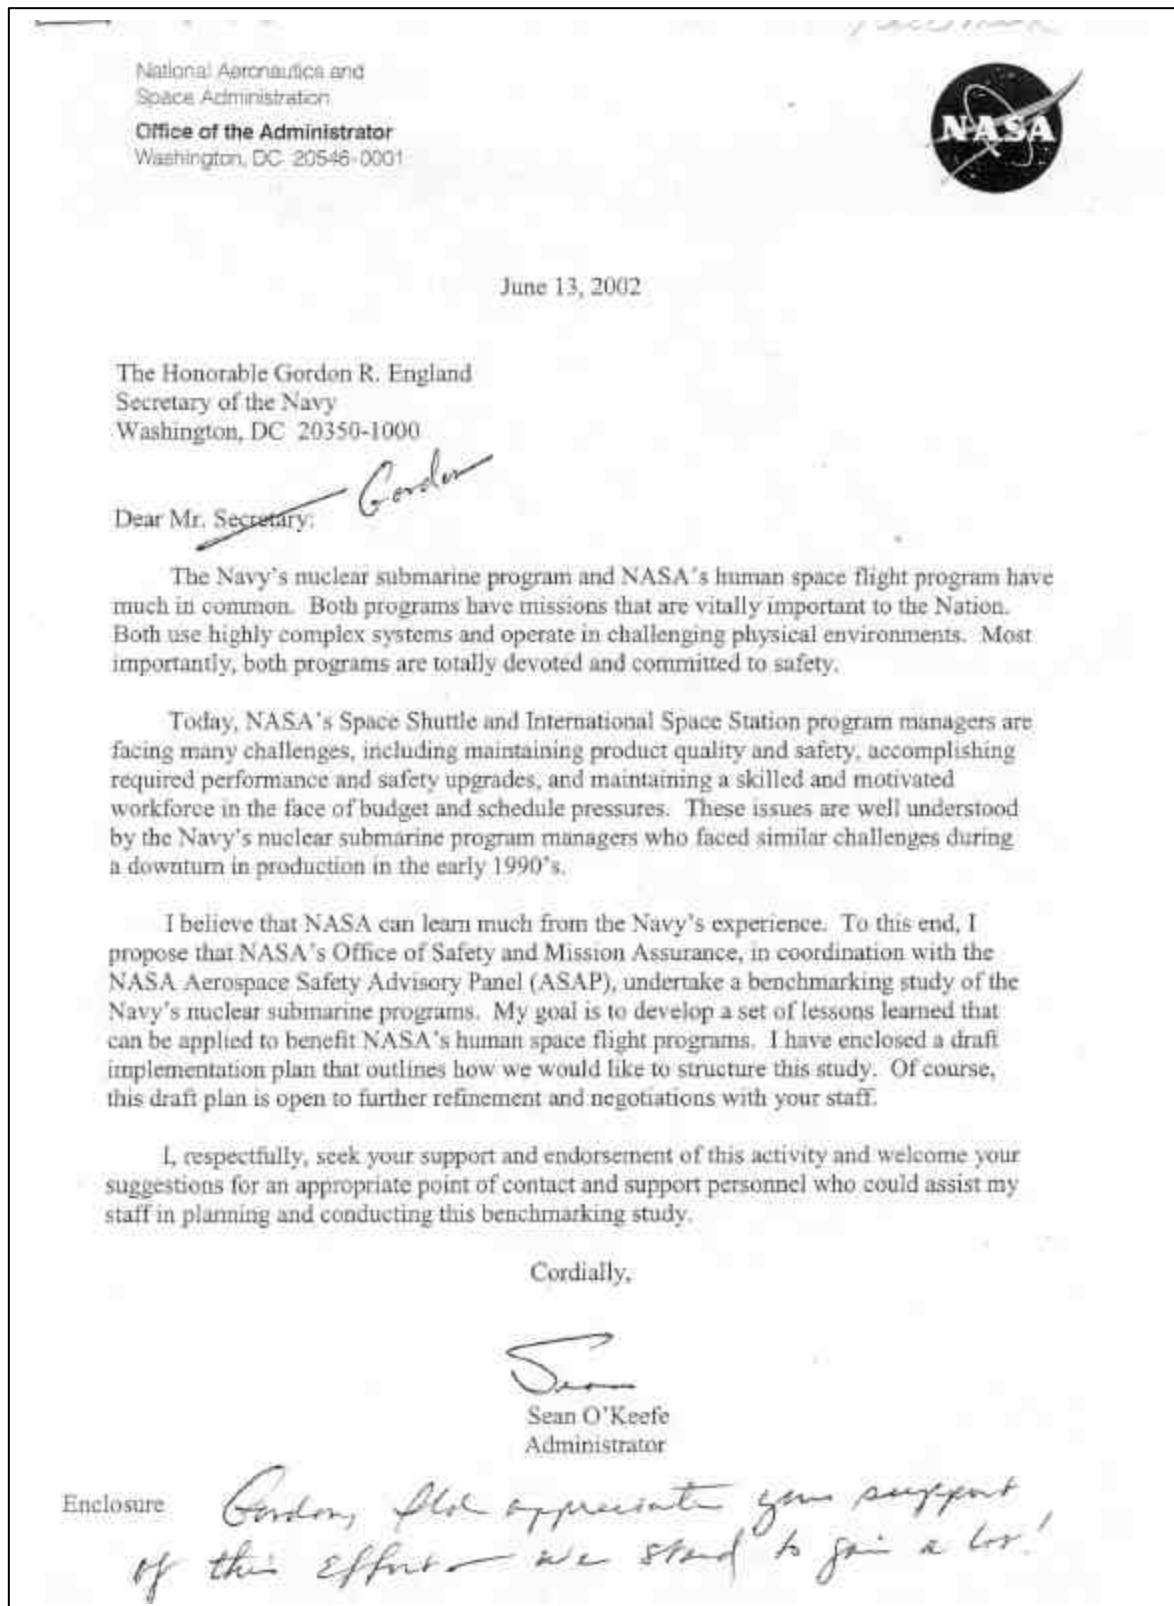 National Aeronautics and
Space Administration
Office of the Administrator
Washington, DC 20546-0001
NASA
June 13, 2002
The Honorable Gordon R. England
Secretary of the Navy
Washington, DC 20350-1000
Gordon
Dear Mr. Secretary:
The Navy's nuclear submarine program and NASA's human space flight program have
much in common. Both programs have missions that are vitally important to the Nation.
Both use highly complex systems and operate in challenging physical environments. Most
importantly, both programs are totally devoted and committed to safety.
Today, NASA's Space Shuttle and International Space Station program managers are
facing many challenges, including maintaining product quality and safety, accomplishing
required performance and safety upgrades, and maintaining a skilled and motivated
workforce in the face of budget and schedule pressures. These issues are well understood
by the Navy's nuclear submarine program managers who faced similar challenges during
a downturn in production in the early 1990's.
I believe that NASA can learn much from the Navy's experience. To this end, I
propose that NASA's Office of Safety and Mission Assurance, in coordination with the
NASA Aerospace Safety Advisory Panel (ASAP), undertake a benchmarking study of the
Navy's nuclear submarine programs. My goal is to develop a set of lessons learned that
can be applied to benefit NASA's human space flight programs. I have enclosed a draft
implementation plan that outlines how we would like to structure this study. Of course,
this draft plan is open to further refinement and negotiations with your staff.
I, respectfully, seek your support and endorsement of this activity and welcome your
suggestions for an appropriate point of contact and support personnel who could assist my
staff in planning and conducting this benchmarking study.
Cordially,
Sean
Sean O'Keefe
Administrator
Enclosure
Gordon, appreciate your support
of this effort - we stand to gain a lot!